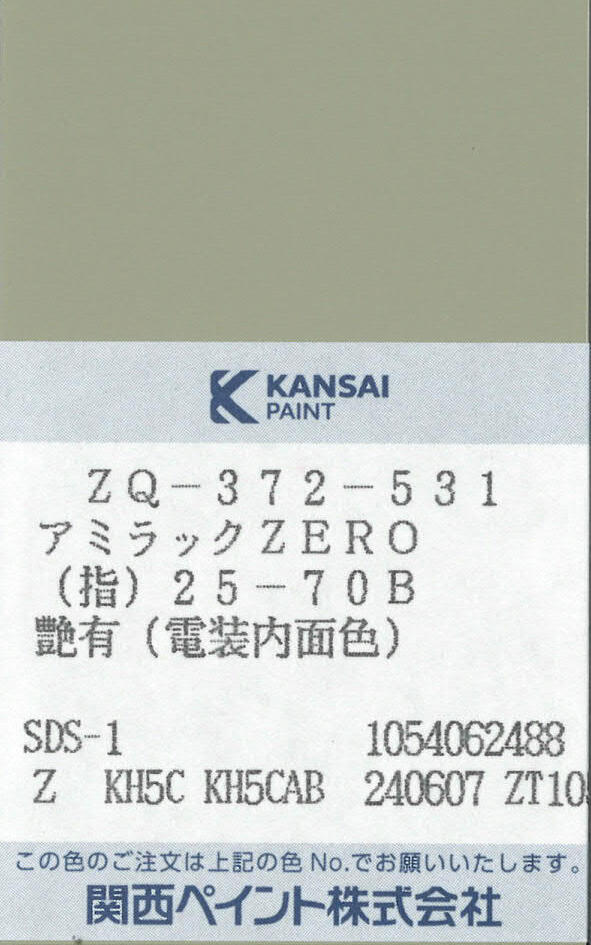 KANSAI
PAINT
ZQ-372-531
アミラックZERO
(指)25-70B
艶有(電装内面色)
SDS-1 1054062488
Z KH5C KH5CAB 240607 ZT10
この色のご注文は上記の色No.でお願いいたします。
関西ペイント株式会社